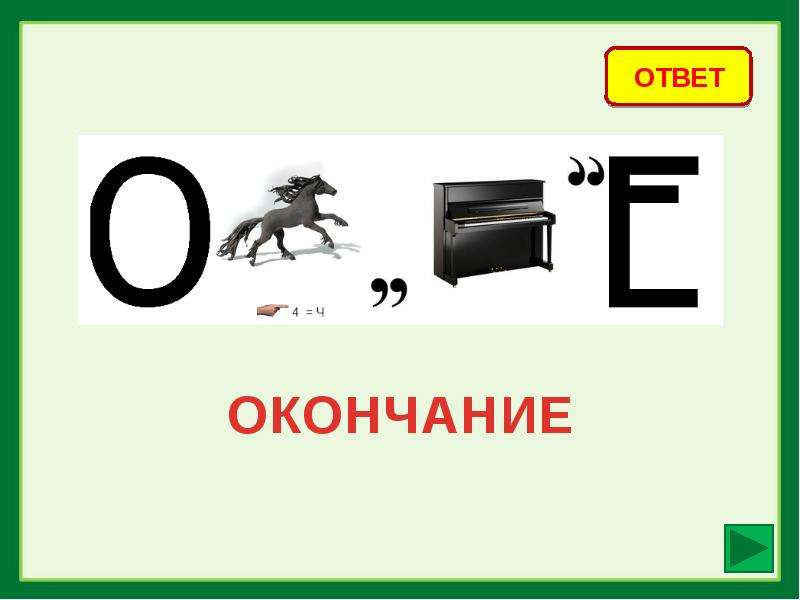 ОТВЕТ
О ,, “ Е
4 = Ч
ОКОНЧАНИЕ